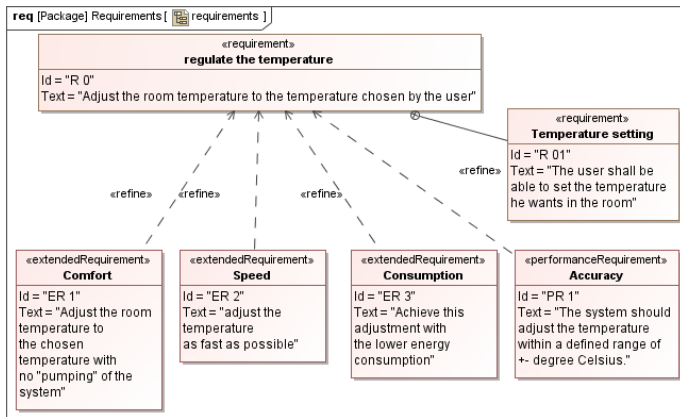 req [Package] Requirements[ requirements ]
«requirement»
regulate the temperature
Id = "R 0"
Text = "Adjust the room temperature to the temperature chosen by the user"
«requirement»
Temperature setting
Id = "R 01"
Text = "The user shall be
able to set the temperature
he wants in the room"
«refine»
«refine»
«refine»
«refine»
«extendedRequirement»
Comfort
Id = "ER 1"
Text = "Adjust the room
temperature to
the chosen
temperature with
no "pumping" of the
system"
«extendedRequirement»
Speed
Id = "ER 2"
Text = "adjust the
temperature
as fast as possible"
«extendedRequirement»
Consumption
Id = "ER 3"
Text = "Achieve this
adjustment with
the lower energy
consumption"
«performanceRequirement»
Accuracy
Id = "PR 1"
Text = "The system should
adjust the temperature
within a defined range of
+- degree Celsius."